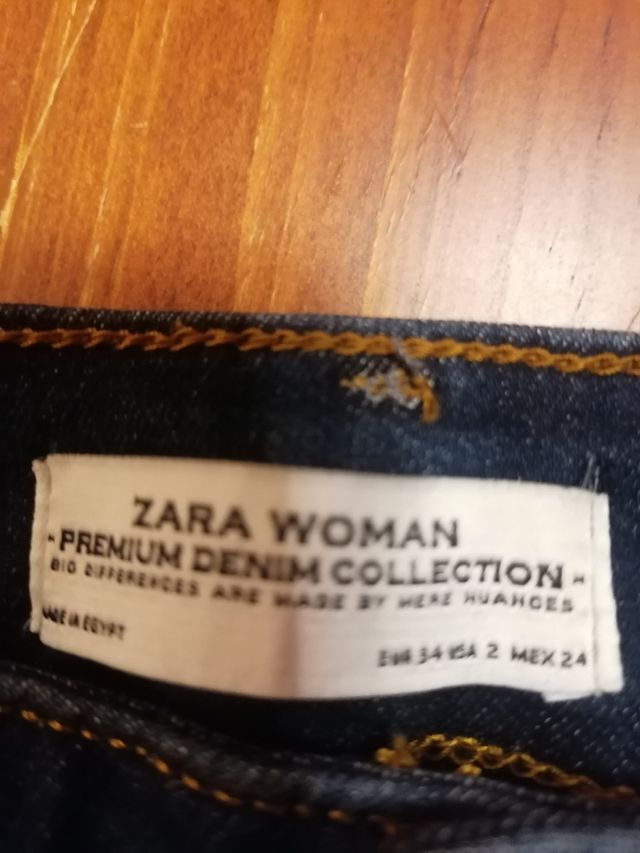 ZARA WOMAN
-PREMIUM DENIM COLLECTION-
BIG DIFFERENCES ARE MADE BY MERE NUANCES
MADE IN EGYPT
EUR 34 USA 2 MEX 24